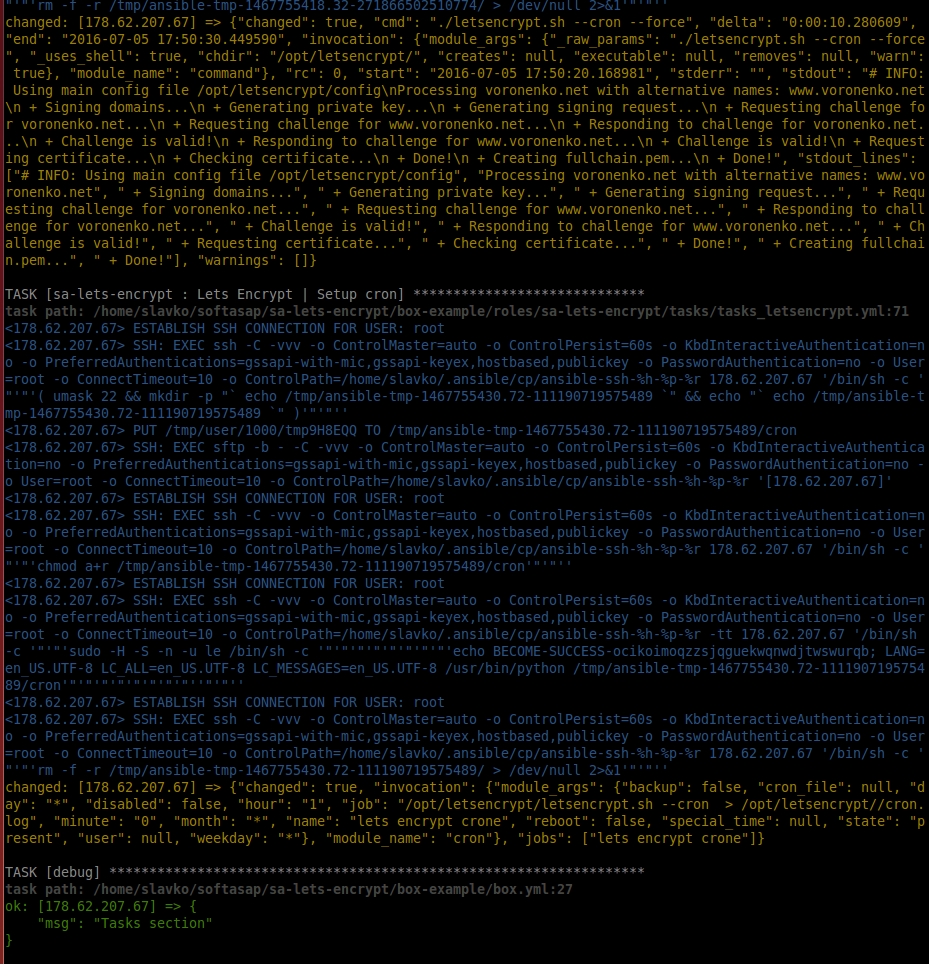 "'"'rm -f -r /tmp/ansible-tmp-1467755418.32-271866502510774/ > /dev/null 2>&1'"'"''
changed: [178.62.207.67] => {"changed": true, "cmd": "./letsencrypt.sh --cron --force", "delta": "0:00:10.280609",
"end": "2016-07-05 17:50:30.449590", "invocation": {"module_args": {"_raw_params": "./letsencrypt.sh --cron --force
", "_uses_shell": true, "chdir": "/opt/letsencrypt/", "creates": null, "executable": null, "removes": null, "warn":
 true}, "module_name": "command"}, "rc": 0, "start": "2016-07-05 17:50:20.168981", "stderr": "", "stdout": "# INFO:
 Using main config file /opt/letsencrypt/config\nProcessing voronenko.net with alternative names: www.voronenko.net
\n + Signing domains...\n + Generating private key...\n + Generating signing request...\n + Requesting challenge fo
r voronenko.net...\n + Requesting challenge for www.voronenko.net...\n + Responding to challenge for voronenko.net.
..\n + Challenge is valid!\n + Responding to challenge for www.voronenko.net...\n + Challenge is valid!\n + Request
ing certificate...\n + Checking certificate...\n + Done!\n + Creating fullchain.pem...\n + Done!", "stdout_lines":
["# INFO: Using main config file /opt/letsencrypt/config", "Processing voronenko.net with alternative names: www.vo
ronenko.net", " + Signing domains...", " + Generating private key...", " + Generating signing request...", " + Requ
esting challenge for voronenko.net...", " + Requesting challenge for www.voronenko.net...", " + Responding to chall
enge for voronenko.net...", " + Challenge is valid!", " + Responding to challenge for www.voronenko.net...", " + Ch
allenge is valid!", " + Requesting certificate...", " + Checking certificate...", " + Done!", " + Creating fullchai
n.pem...", " + Done!"], "warnings": []}
TASK [sa-lets-encrypt : Lets Encrypt | Setup cron] *****************************
task path: /home/slavko/softasap/sa-lets-encrypt/box-example/roles/sa-lets-encrypt/tasks/tasks_letsencrypt.yml:71
<178.62.207.67> ESTABLISH SSH CONNECTION FOR USER: root
<178.62.207.67> SSH: EXEC ssh -C -vvv -o ControlMaster=auto -o ControlPersist=60s -o KbdInteractiveAuthentication=n
o -o PreferredAuthentications=gssapi-with-mic,gssapi-keyex,hostbased,publickey -o PasswordAuthentication=no -o User
=root -o ConnectTimeout=10 -o ControlPath=/home/slavko/.ansible/cp/ansible-ssh-%h-%p-%r 178.62.207.67 '/bin/sh -c '
"'"'( umask 22 && mkdir -p "` echo /tmp/ansible-tmp-1467755430.72-111190719575489 `" && echo "` echo /tmp/ansible-t
mp-1467755430.72-111190719575489 `" )'"'"''
<178.62.207.67> PUT /tmp/user/1000/tmp9H8EQQ TO /tmp/ansible-tmp-1467755430.72-111190719575489/cron
<178.62.207.67> SSH: EXEC sftp -b - -C -vvv -o ControlMaster=auto -o ControlPersist=60s -o KbdInteractiveAuthentica
tion=no -o PreferredAuthentications=gssapi-with-mic,gssapi-keyex,hostbased,publickey -o PasswordAuthentication=no -
o User=root -o ConnectTimeout=10 -o ControlPath=/home/slavko/.ansible/cp/ansible-ssh-%h-%p-%r '[178.62.207.67]'
<178.62.207.67> ESTABLISH SSH CONNECTION FOR USER: root
<178.62.207.67> SSH: EXEC ssh -C -vvv -o ControlMaster=auto -o ControlPersist=60s -o KbdInteractiveAuthentication=n
o -o PreferredAuthentications=gssapi-with-mic,gssapi-keyex,hostbased,publickey -o PasswordAuthentication=no -o User
=root -o ConnectTimeout=10 -o ControlPath=/home/slavko/.ansible/cp/ansible-ssh-%h-%p-%r 178.62.207.67 '/bin/sh -c '
"'"'chmod a+r /tmp/ansible-tmp-1467755430.72-111190719575489/cron'"'"''
<178.62.207.67> ESTABLISH SSH CONNECTION FOR USER: root
<178.62.207.67> SSH: EXEC ssh -C -vvv -o ControlMaster=auto -o ControlPersist=60s -o KbdInteractiveAuthentication=n
o -o PreferredAuthentications=gssapi-with-mic,gssapi-keyex,hostbased,publickey -o PasswordAuthentication=no -o User
=root -o ConnectTimeout=10 -o ControlPath=/home/slavko/.ansible/cp/ansible-ssh-%h-%p-%r -tt 178.62.207.67 '/bin/sh
-c '"'"'sudo -H -S -n -u le /bin/sh -c '"'"'"'"'"'"'"'"'echo BECOME-SUCCESS-ocikoimoqzzsjqguekwqnwdjtwswurqb; LANG=
en_US.UTF-8 LC_ALL=en_US.UTF-8 LC_MESSAGES=en_US.UTF-8 /usr/bin/python /tmp/ansible-tmp-1467755430.72-1111907195754
89/cron'"'"'"'"'"'"'"'"''"'"''
<178.62.207.67> ESTABLISH SSH CONNECTION FOR USER: root
<178.62.207.67> SSH: EXEC ssh -C -vvv -o ControlMaster=auto -o ControlPersist=60s -o KbdInteractiveAuthentication=n
o -o PreferredAuthentications=gssapi-with-mic,gssapi-keyex,hostbased,publickey -o PasswordAuthentication=no -o User
=root -o ConnectTimeout=10 -o ControlPath=/home/slavko/.ansible/cp/ansible-ssh-%h-%p-%r 178.62.207.67 '/bin/sh -c '
"'"'rm -f -r /tmp/ansible-tmp-1467755430.72-111190719575489/ > /dev/null 2>&1'"'"''
changed: [178.62.207.67] => {"changed": true, "invocation": {"module_args": {"backup": false, "cron_file": null, "d
ay": "*", "disabled": false, "hour": "1", "job": "/opt/letsencrypt/letsencrypt.sh --cron  > /opt/letsencrypt//cron.
log", "minute": "0", "month": "*", "name": "lets encrypt crone", "reboot": false, "special_time": null, "state": "p
resent", "user": null, "weekday": "*"}, "module_name": "cron"}, "jobs": ["lets encrypt crone"]}
TASK [debug] *******************************************************************
task path: /home/slavko/softasap/sa-lets-encrypt/box-example/box.yml:27
ok: [178.62.207.67] => {
    "msg": "Tasks section"
}